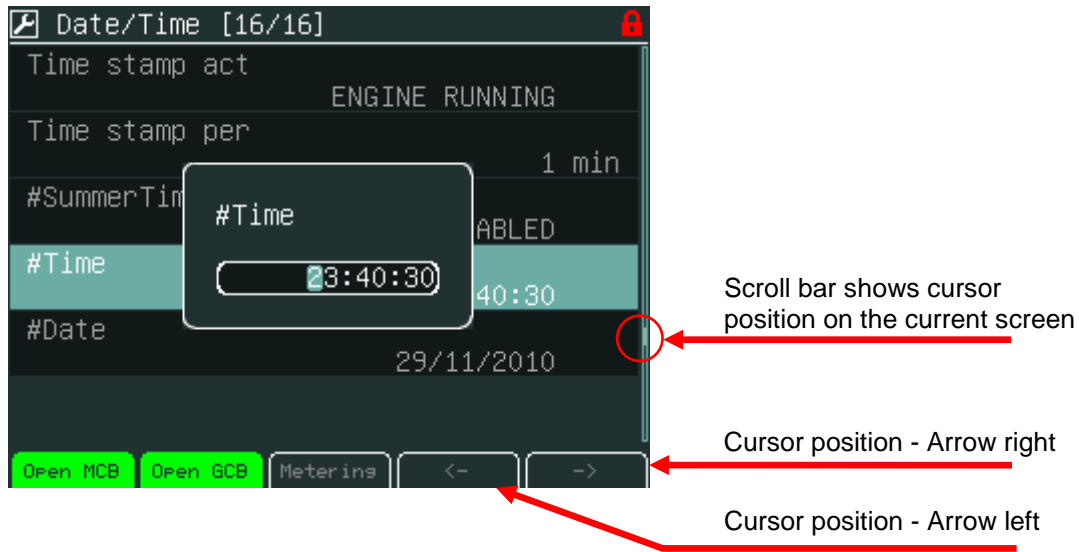 Date/Time [16/16]
Time stamp act
ENGINE RUNNING
Time stamp per
1 min
#SummerTim
ABLED
#Time
23:40:30
#Time
40:30
#Date
29/11/2010
Open MCB Open GCB Metering <- ->
Scroll bar shows cursor
position on the current screen
Cursor position - Arrow right
Cursor position - Arrow left